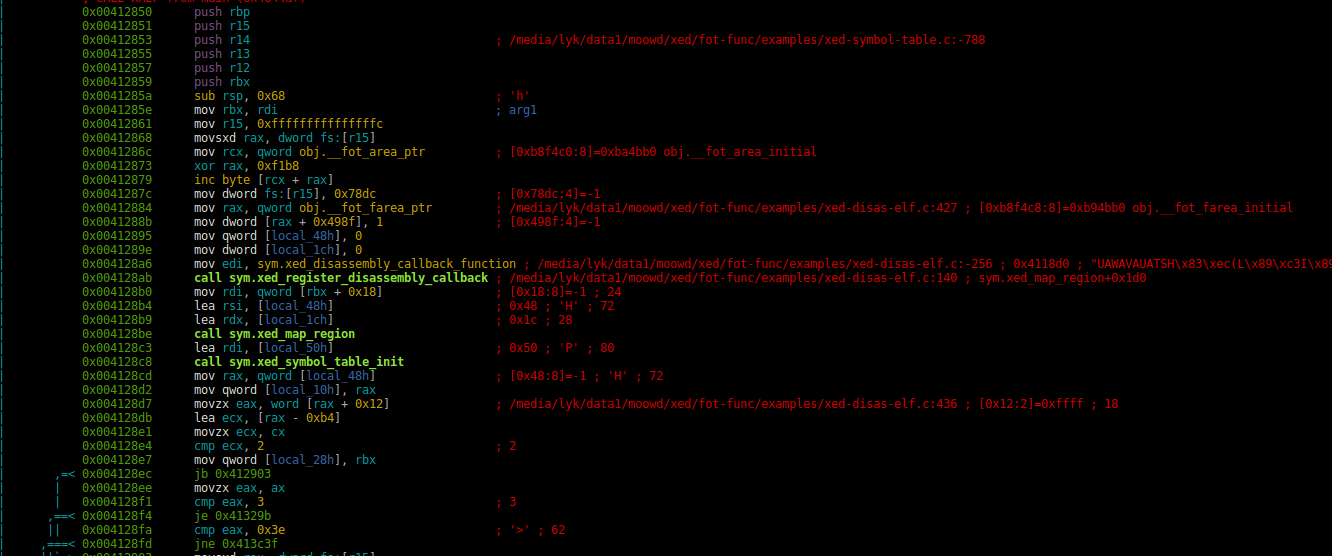 0x00412850 push rbp
0x00412851 push r15
0x00412853 push r14 ; /media/lyk/data1/moowd/xed/fot-func/examples/xed-symbol-table.c:-788
0x00412855 push r13
0x00412857 push r12
0x00412859 push rbx
0x0041285a sub rsp, 0x68 ; 'h'
0x0041285e mov rbx, rdi ; arg1
0x00412861 mov r15, 0xfffffffffffffffc
0x00412868 movsxd rax, dword fs:[r15]
0x0041286c mov rcx, qword obj.__fot_area_ptr ; [0xb8f4c0:8]=0xba4bb0 obj.__fot_area_initial
0x00412873 xor rax, 0xf1b8
0x00412879 inc byte [rcx + rax]
0x0041287c mov dword fs:[r15], 0x78dc ; [0x78dc:4]=-1
0x00412884 mov rax, qword obj.__fot_farea_ptr ; /media/lyk/data1/moowd/xed/fot-func/examples/xed-disas-elf.c:427 ; [0xb8f4c8:8]=0xb94bb0 obj.__fot_farea_initial
0x0041288b mov dword [rax + 0x498f], 1 ; [0x498f:4]=-1
0x00412895 mov qword [local_48h], 0
0x0041289e mov dword [local_1ch], 0
0x004128a6 mov edi, sym.xed_disassembly_callback_function ; /media/lyk/data1/moowd/xed/fot-func/examples/xed-disas-elf.c:-256 ; 0x4118d0 ; "UAWAVAUATSH\x83\xec(L\x89\xc3I\x89
0x004128ab call sym.xed_register_disassembly_callback ; /media/lyk/data1/moowd/xed/fot-func/examples/xed-disas-elf.c:140 ; sym.xed_map_region+0x1d0
0x004128b0 mov rdi, qword [rbx + 0x18] ; [0x18:8]=-1 ; 24
0x004128b4 lea rsi, [local_48h] ; 0x48 ; 'H' ; 72
0x004128b9 lea rdx, [local_1ch] ; 0x1c ; 28
0x004128be call sym.xed_map_region
0x004128c3 lea rdi, [local_50h] ; 0x50 ; 'P' ; 80
0x004128c8 call sym.xed_symbol_table_init
0x004128cd mov rax, qword [local_48h] ; [0x48:8]=-1 ; 'H' ; 72
0x004128d2 mov qword [local_10h], rax
0x004128d7 movzx eax, word [rax + 0x12] ; /media/lyk/data1/moowd/xed/fot-func/examples/xed-disas-elf.c:436 ; [0x12:2]=0xffff ; 18
0x004128db lea ecx, [rax - 0xb4]
0x004128e1 movzx ecx, cx
0x004128e4 cmp ecx, 2 ; 2
0x004128e7 mov qword [local_28h], rbx
,=< 0x004128ec jb 0x412903
| 0x004128ee movzx eax, ax
| 0x004128f1 cmp eax, 3 ; 3
,==< 0x004128f4 je 0x41329b
|| 0x004128fa cmp eax, 0x3e ; '>' ; 62
,===< 0x004128fd jne 0x413c3f